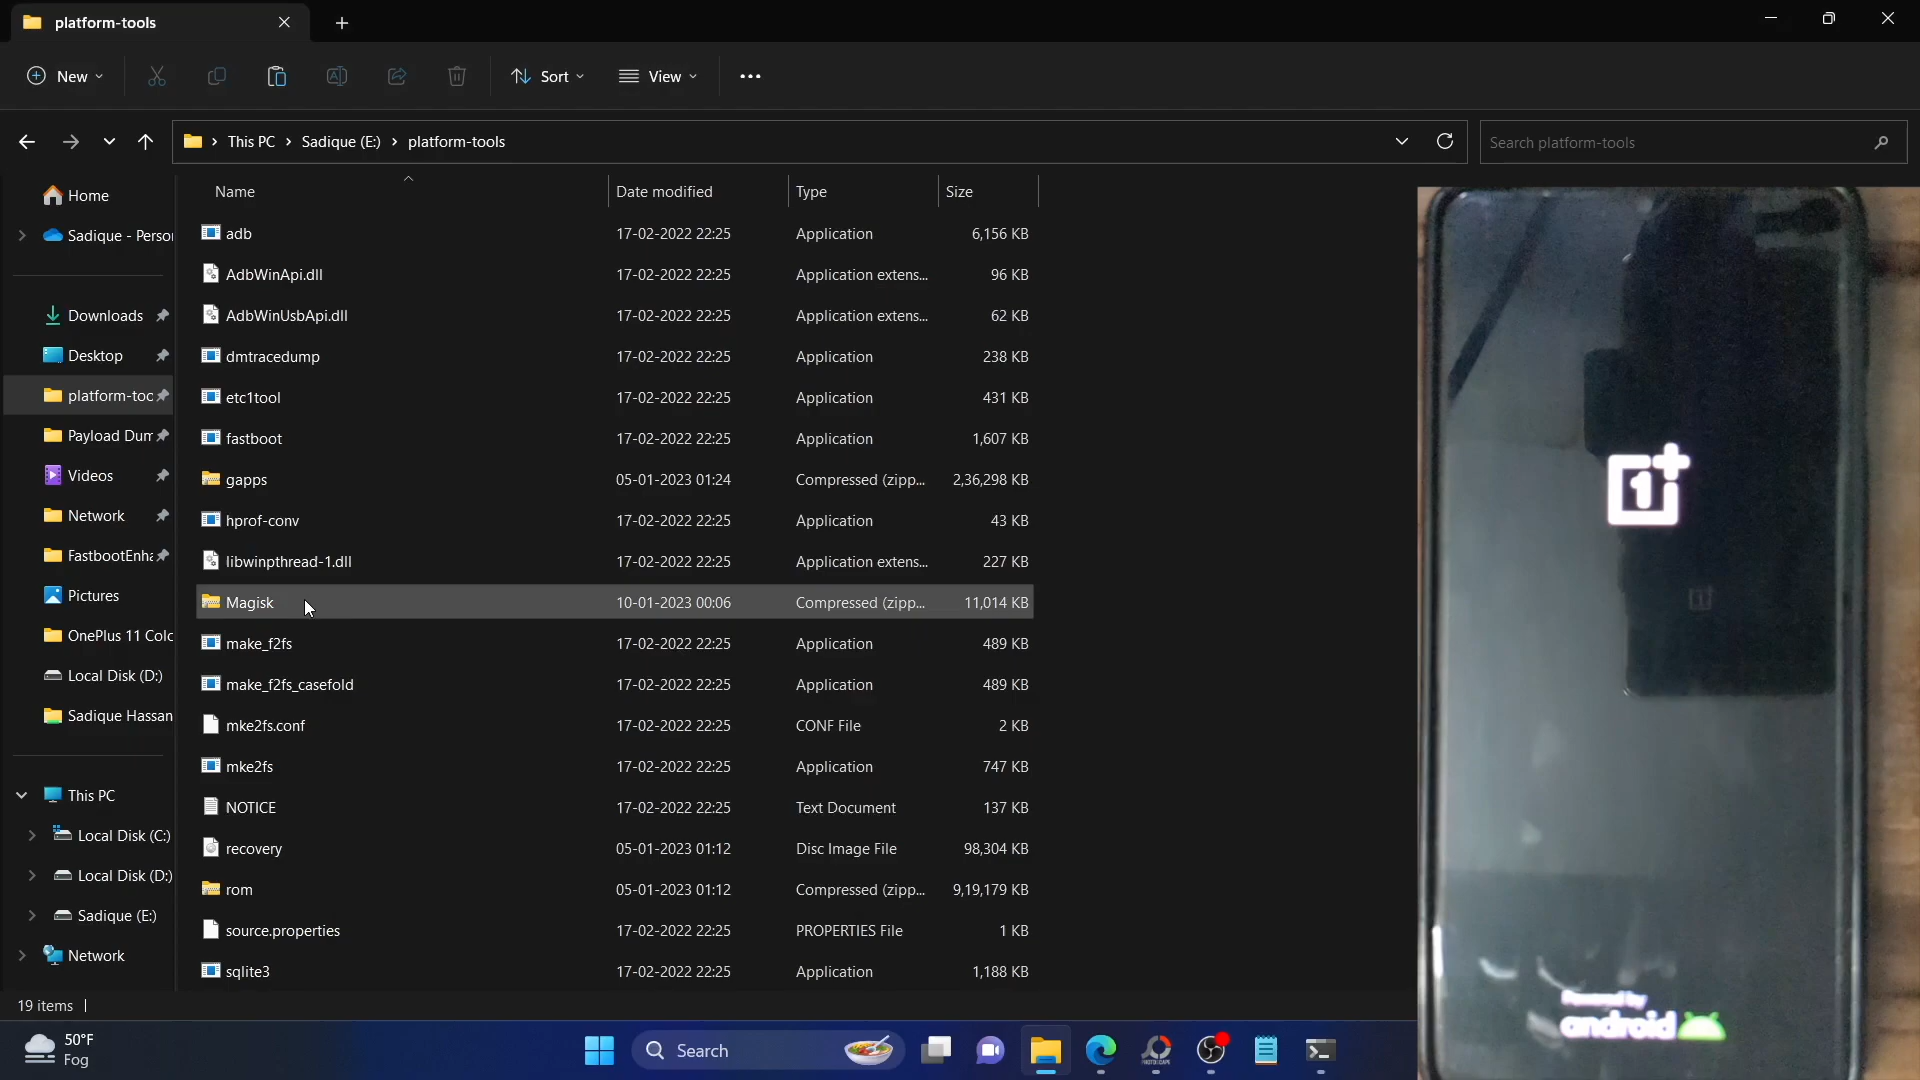 platform-tools
New
Sort
View
This PC
Sadique (E:)
platform-tools
Search platform-tools
Name
Date modified
Type
Size
Home
Sadique - Perso
Downloads
Desktop
platform-too
Payload Dum
Videos
Network
FastbootEnha
Pictures
OnePlus 11 Colo
Local Disk (D:)
Sadique Hassan
This PC
Local Disk (C:)
Local Disk (D:)
Sadique (E:)
Network
adb 17-02-2022 22:25 Application 6,156 KB
AdbWinApi.dll 17-02-2022 22:25 Application extens... 96 KB
AdbWinUsbApi.dll 17-02-2022 22:25 Application extens... 62 KB
dmtracedump 17-02-2022 22:25 Application 238 KB
etc1tool 17-02-2022 22:25 Application 431 KB
fastboot 17-02-2022 22:25 Application 1,607 KB
gapps 05-01-2023 01:24 Compressed (zipp... 2,36,298 KB
hprof-conv 17-02-2022 22:25 Application 43 KB
libwinpthread-1.dll 17-02-2022 22:25 Application extens... 227 KB
Magisk 10-01-2023 00:06 Compressed (zipp... 11,014 KB
make_f2fs 17-02-2022 22:25 Application 489 KB
make_f2fs_casefold 17-02-2022 22:25 Application 489 KB
mke2fs.conf 17-02-2022 22:25 CONF File 2 KB
mke2fs 17-02-2022 22:25 Application 747 KB
NOTICE 17-02-2022 22:25 Text Document 137 KB
recovery 05-01-2023 01:12 Disc Image File 98,304 KB
rom 05-01-2023 01:12 Compressed (zipp... 9,19,179 KB
source.properties 17-02-2022 22:25 PROPERTIES File 1 KB
sqlite3 17-02-2022 22:25 Application 1,188 KB
19 items
50°F
Fog
Search
1+
Powered by
android